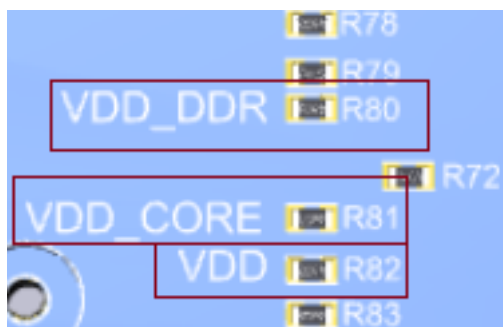 R78
R79
VDD_DDR R80
R72
VDD_CORE R81
VDD R82
R83